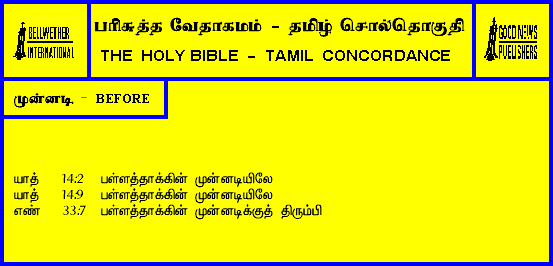 BELLWETHER
INTERNATIONAL
பரிசுத்த வேதாகமம் - தமிழ் சொல்தொகுதி
THE HOLY BIBLE - TAMIL CONCORDANCE
GOOD NEWS
PUBLISHERS
முன்னடி - BEFORE
யாத் 14:2 பள்ளத்தாக்கின் முன்னடியிலே
யாத் 14:9 பள்ளத்தாக்கின் முன்னடியிலே
எண் 33:7 பள்ளத்தாக்கின் முன்னடிக்குத் திரும்பி